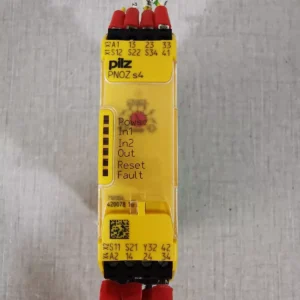 A1 13 23 33
S12 S22 S34 41
pilz
PNOZ s4
Power
In1
In2
Out
Reset
Fault
S11 S21 Y32 42
A2 14 24 34